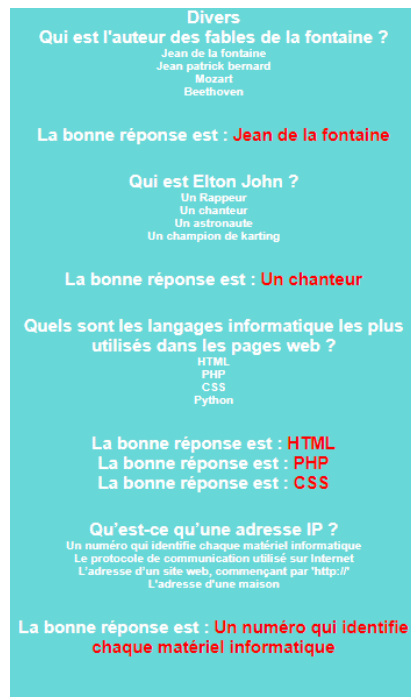 Divers
Qui est l'auteur des fables de la fontaine ?
Jean de la fontaine
Jean patrick bernard
Mozart
Beethoven
La bonne réponse est : Jean de la fontaine
Qui est Elton John ?
Un Rappeur
Un chanteur
Un astronaute
Un champion de karting
La bonne réponse est : Un chanteur
Quels sont les langages informatique les plus
utilisés dans les pages web ?
HTML
PHP
CSS
Python
La bonne réponse est : HTML
La bonne réponse est : PHP
La bonne réponse est : CSS
Qu'est-ce qu'une adresse IP ?
Un numéro qui identifie chaque matériel informatique
Le protocole de communication utilisé sur Internet
L'adresse d'un site web, commençant par 'http://'
L'adresse d'une maison
La bonne réponse est : Un numéro qui identifie
chaque matériel informatique